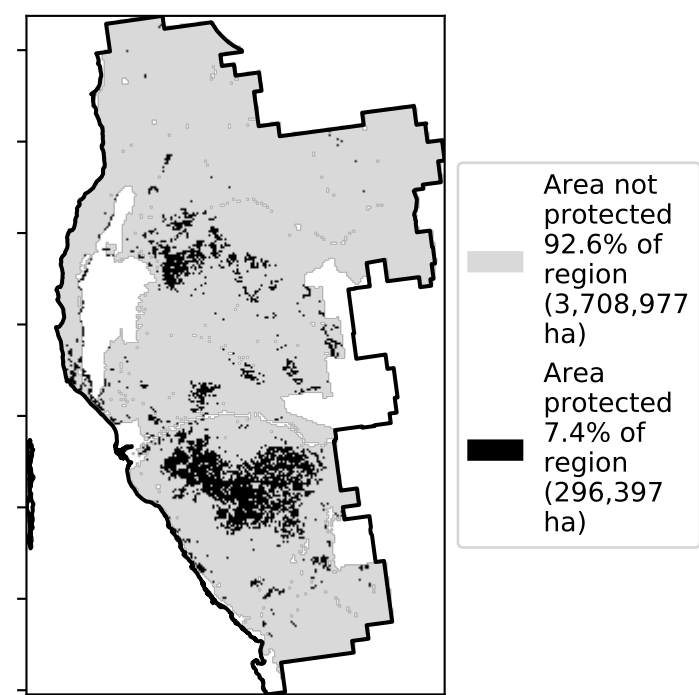 Area not
protected
92.6% of
region
(3,708,977
ha)
Area
protected
7.4% of
region
(296,397
ha)